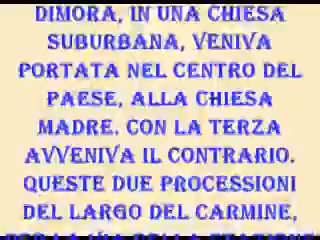 DIMORA, IN UNA CHIESA
SUBURBANA, VENIVA
PORTATA NEL CENTRO DEL
PAESE, ALLA CHIESA
MADRE. CON LA TERZA
AVVENIVA IL CONTRARIO.
QUESTE DUE PROCESSIONI
DEL LARGO DEL CARMINE,